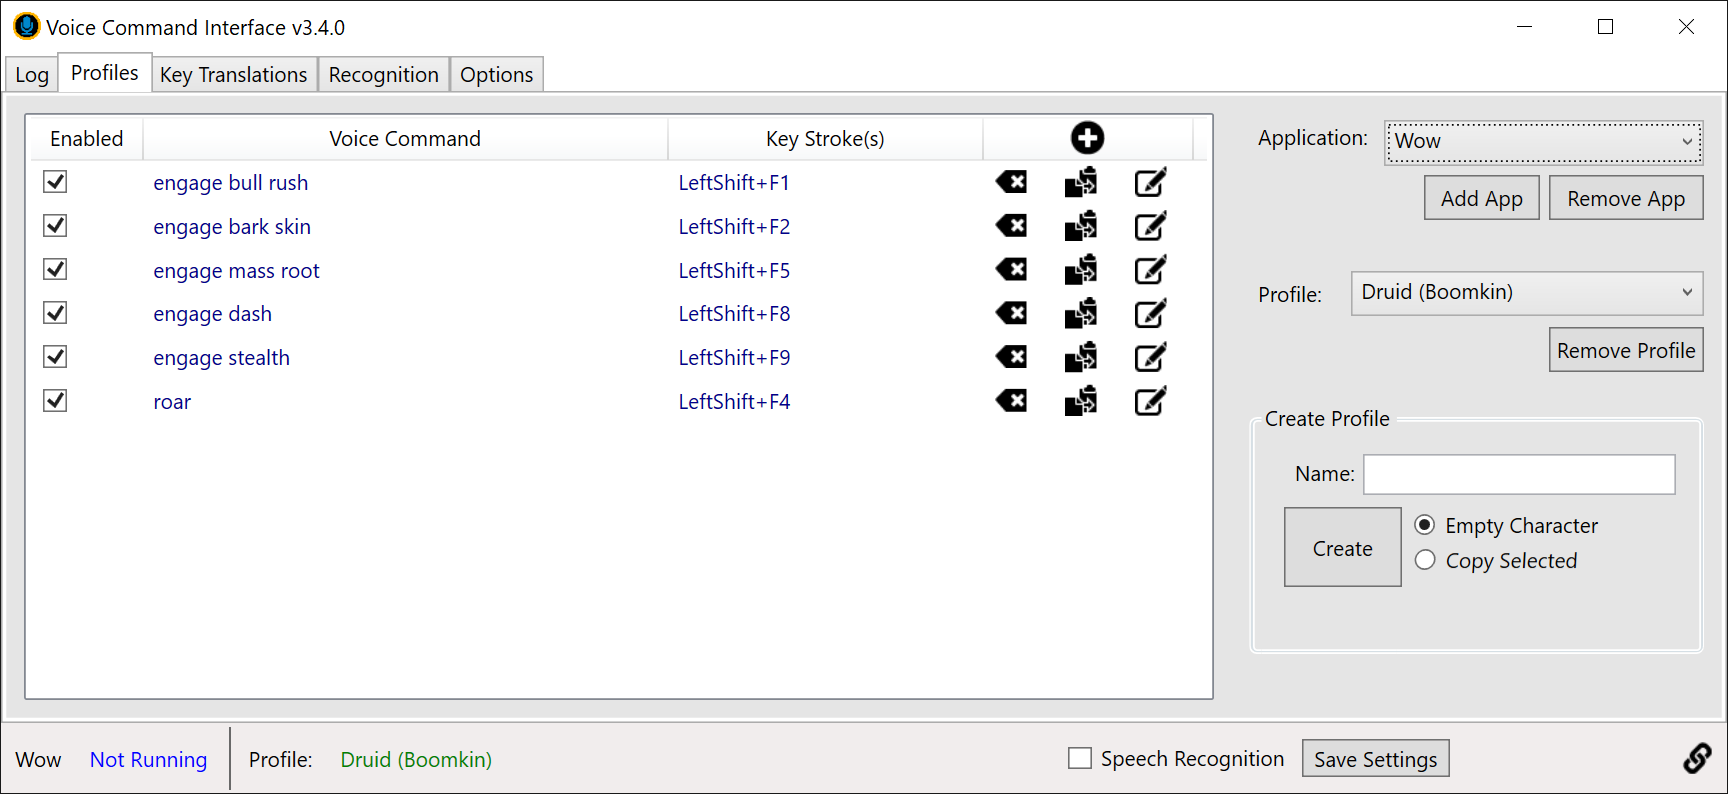 Voice Command Interface v3.4.0
Log Profiles Key Translations Recognition Options
Enabled Voice Command Key Stroke(s)
engage bull rush LeftShift+F1
engage bark skin LeftShift+F2
engage mass root LeftShift+F5
engage dash LeftShift+F8
engage stealth LeftShift+F9
roar LeftShift+F4
Application: Wow
Add App Remove App
Profile: Druid (Boomkin)
Remove Profile
Create Profile
Name:
Create
Empty Character
Copy Selected
Wow Not Running Profile: Druid (Boomkin) Speech Recognition Save Settings